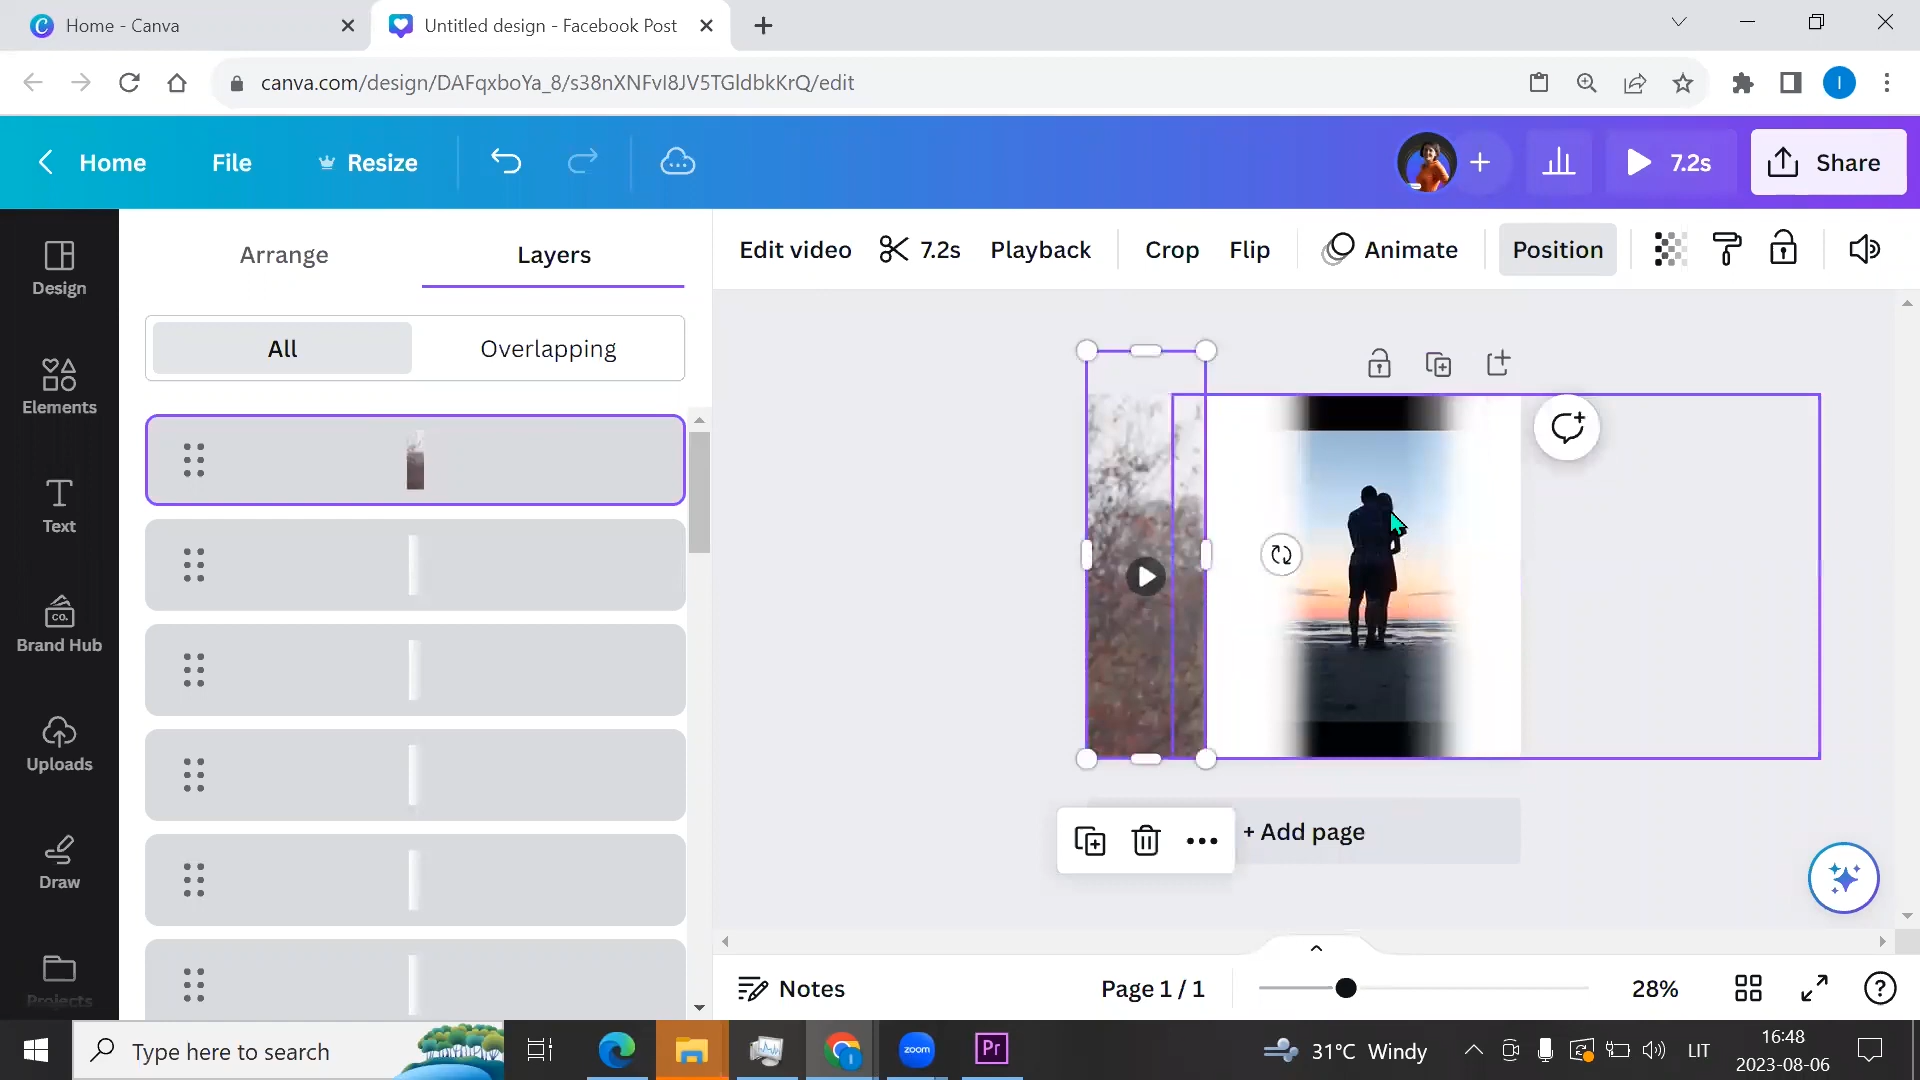 Home - Canva
Untitled design - Facebook Post
canva.com/design/DAFqxboYa_8/s38nXNFvI8JV5TGldbkKrQ/edit
I
Home
File
Resize
7.2s
Share
Design
Elements
Text
CO.
Brand Hub
Uploads
Draw
Projects
Arrange
Layers
All
Overlapping
Edit video
7.2s
Playback
Crop
Flip
Animate
Position
+ Add page
Notes
Page 1 / 1
28%
Type here to search
I
zoom
Pr
31°C Windy
LIT
16:48
2023-08-06